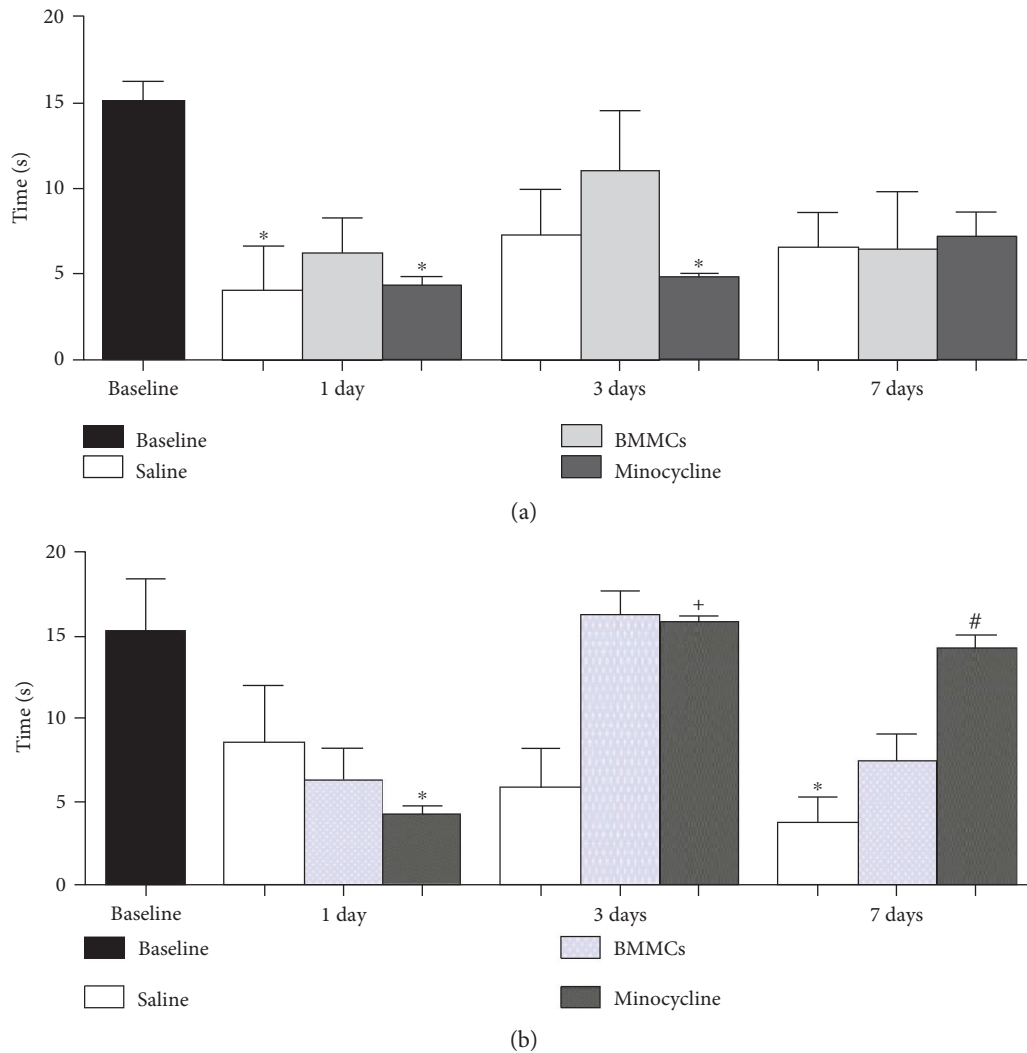 20
15
10
5
0
Time (s)
*
*
*
Baseline
1 day
3 days
7 days
Baseline
BMMCs
Saline
Minocycline
(a)
20
15
10
5
0
Time (s)
*
+
*
#
Baseline
1 day
3 days
7 days
Baseline
BMMCs
Saline
Minocycline
(b)